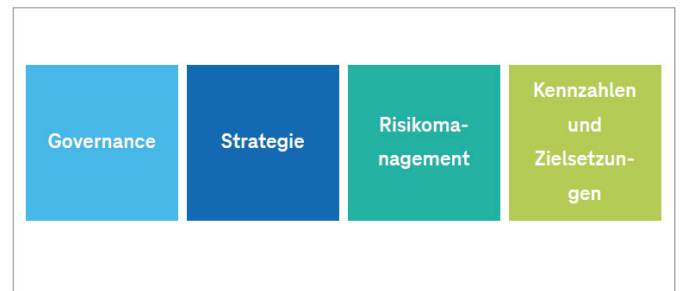 Governance
Strategie
Risikoma-
nagement
Kennzahlen
und
Zielsetzun-
gen